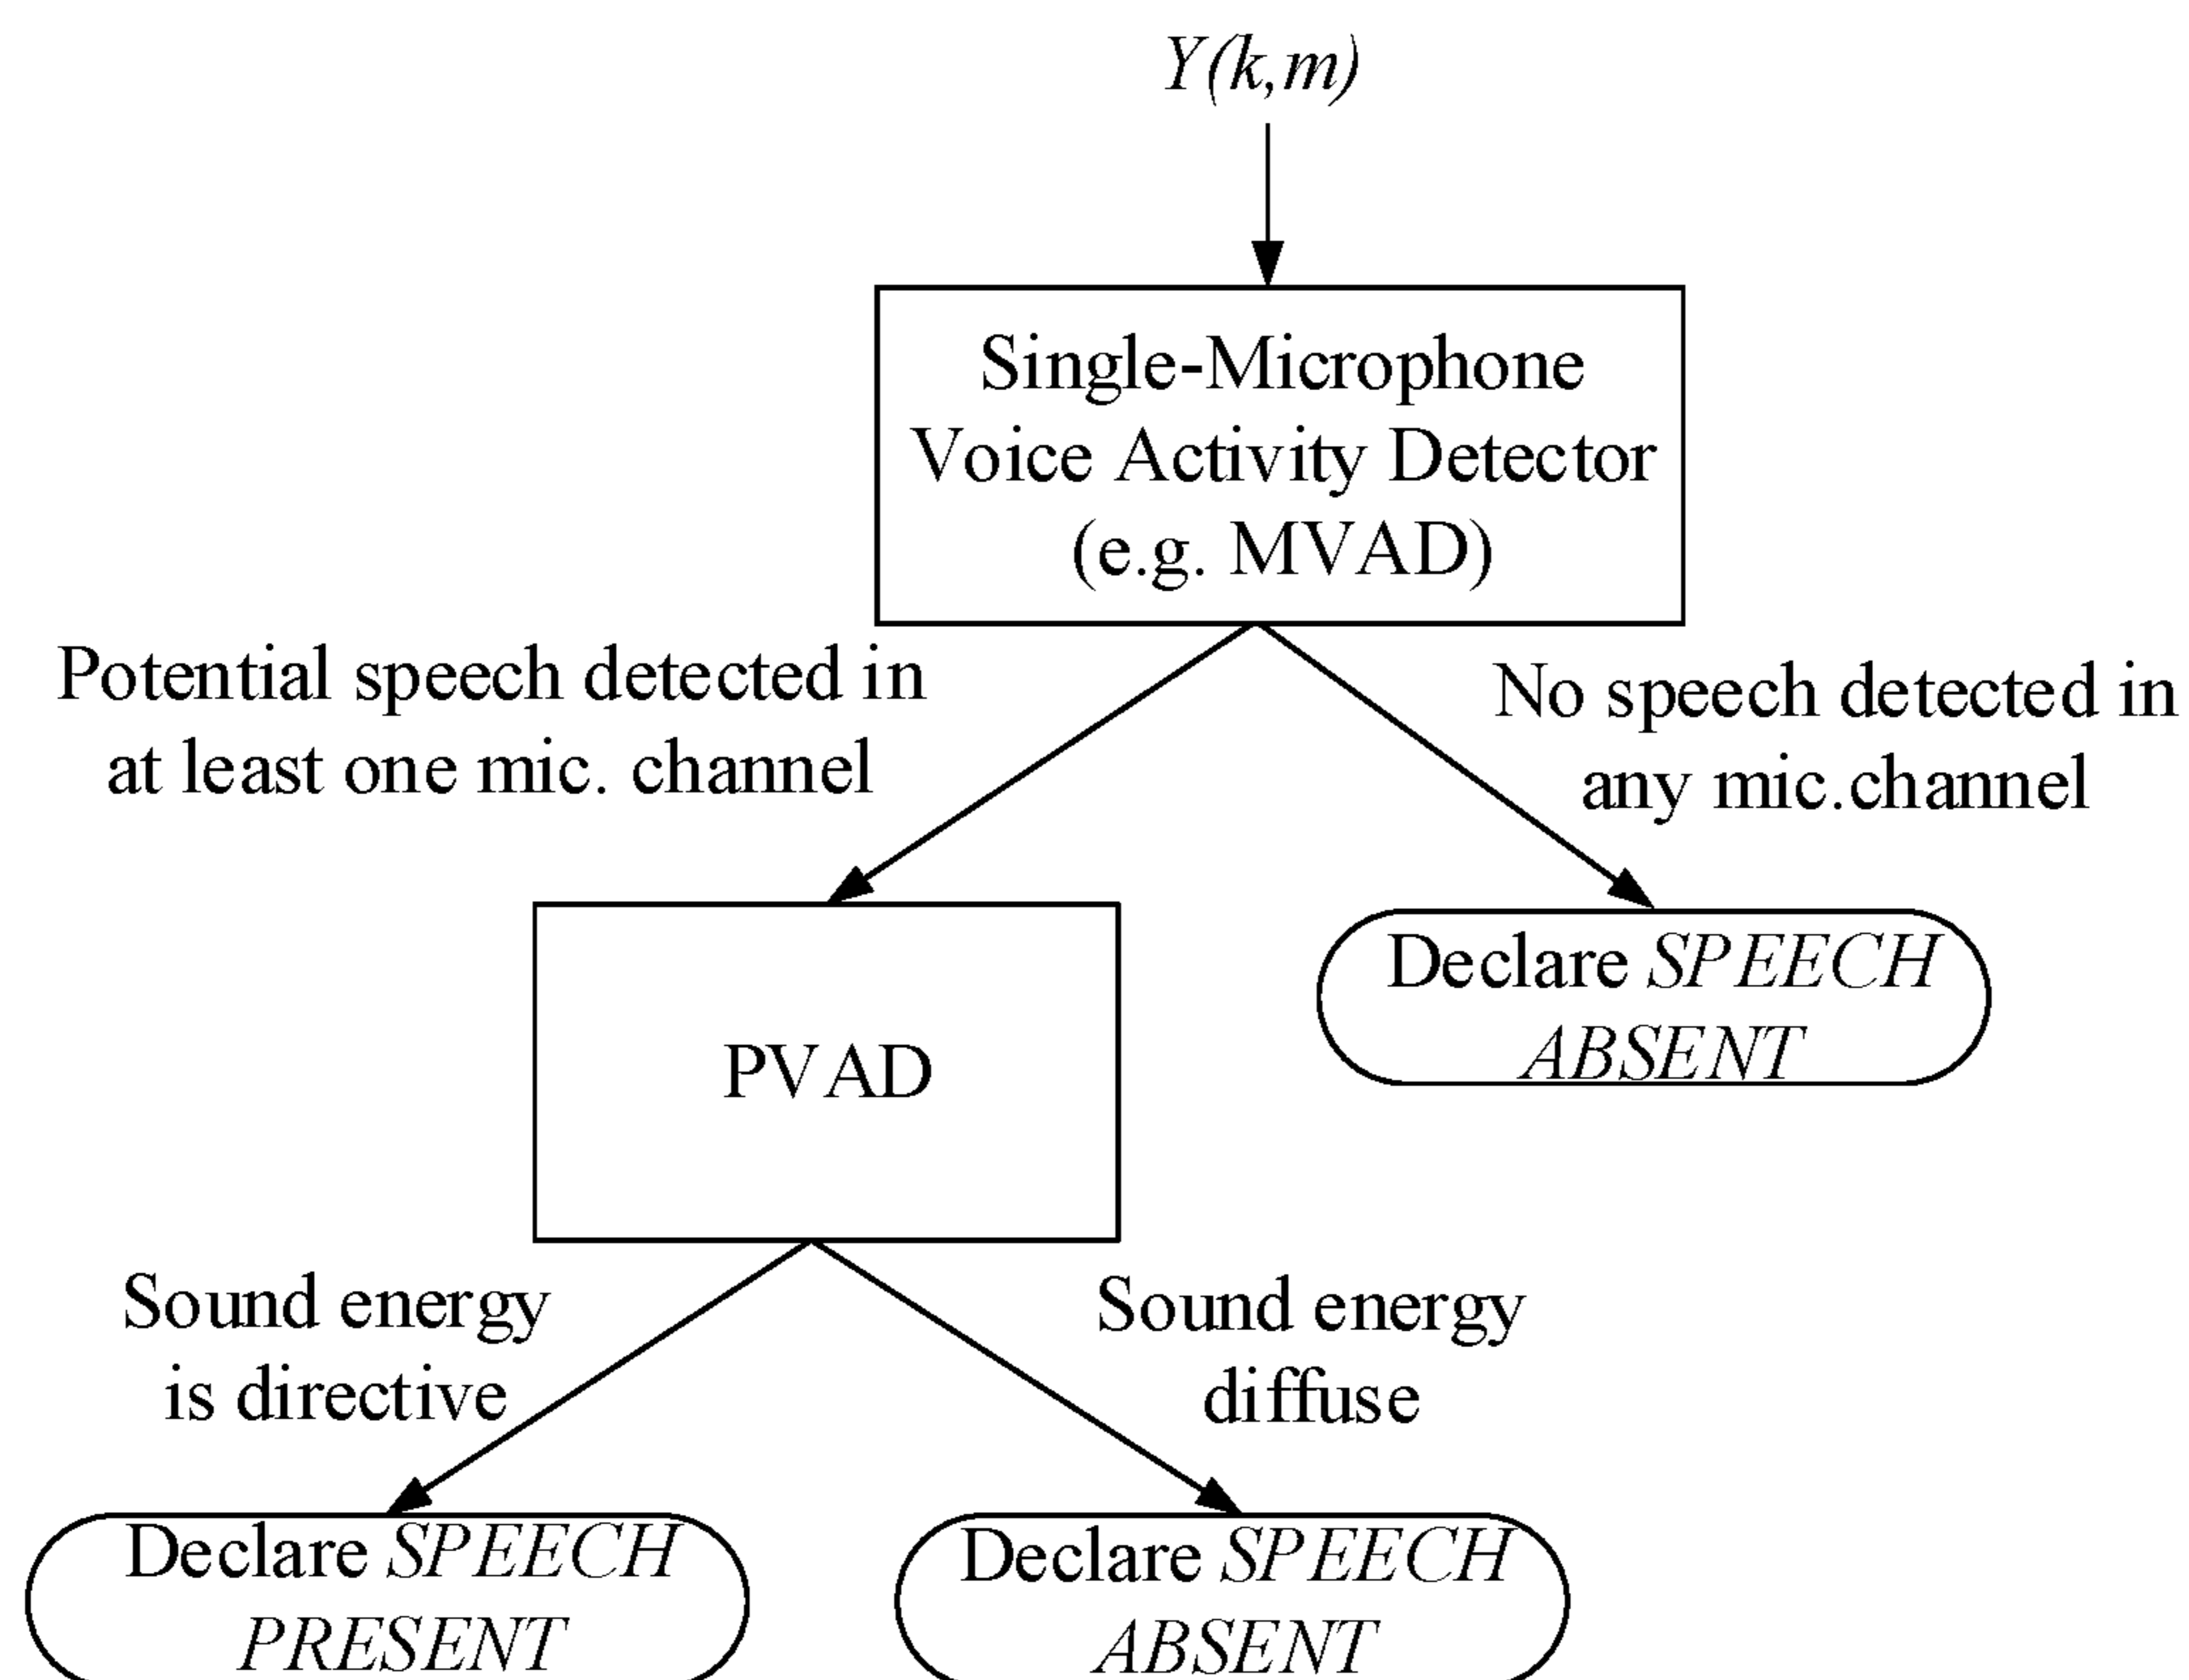 Y(k,m)
Single-Microphone
Voice Activity Detector
(e.g. MVAD)
Potential speech detected in
at least one mic. channel
No speech detected in
any mic.channel
PVAD
Declare SPEECH
ABSENT
Sound energy
is directive
Sound energy
diffuse
Declare SPEECH
PRESENT
Declare SPEECH
ABSENT